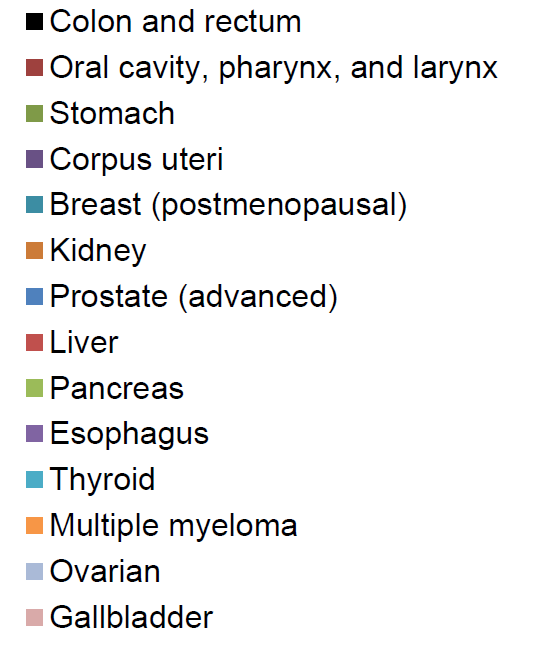 Colon and rectum
Oral cavity, pharynx, and larynx
Stomach
Corpus uteri
Breast (postmenopausal)
Kidney
Prostate (advanced)
Liver
Pancreas
Esophagus
Thyroid
Multiple myeloma
Ovarian
Gallbladder